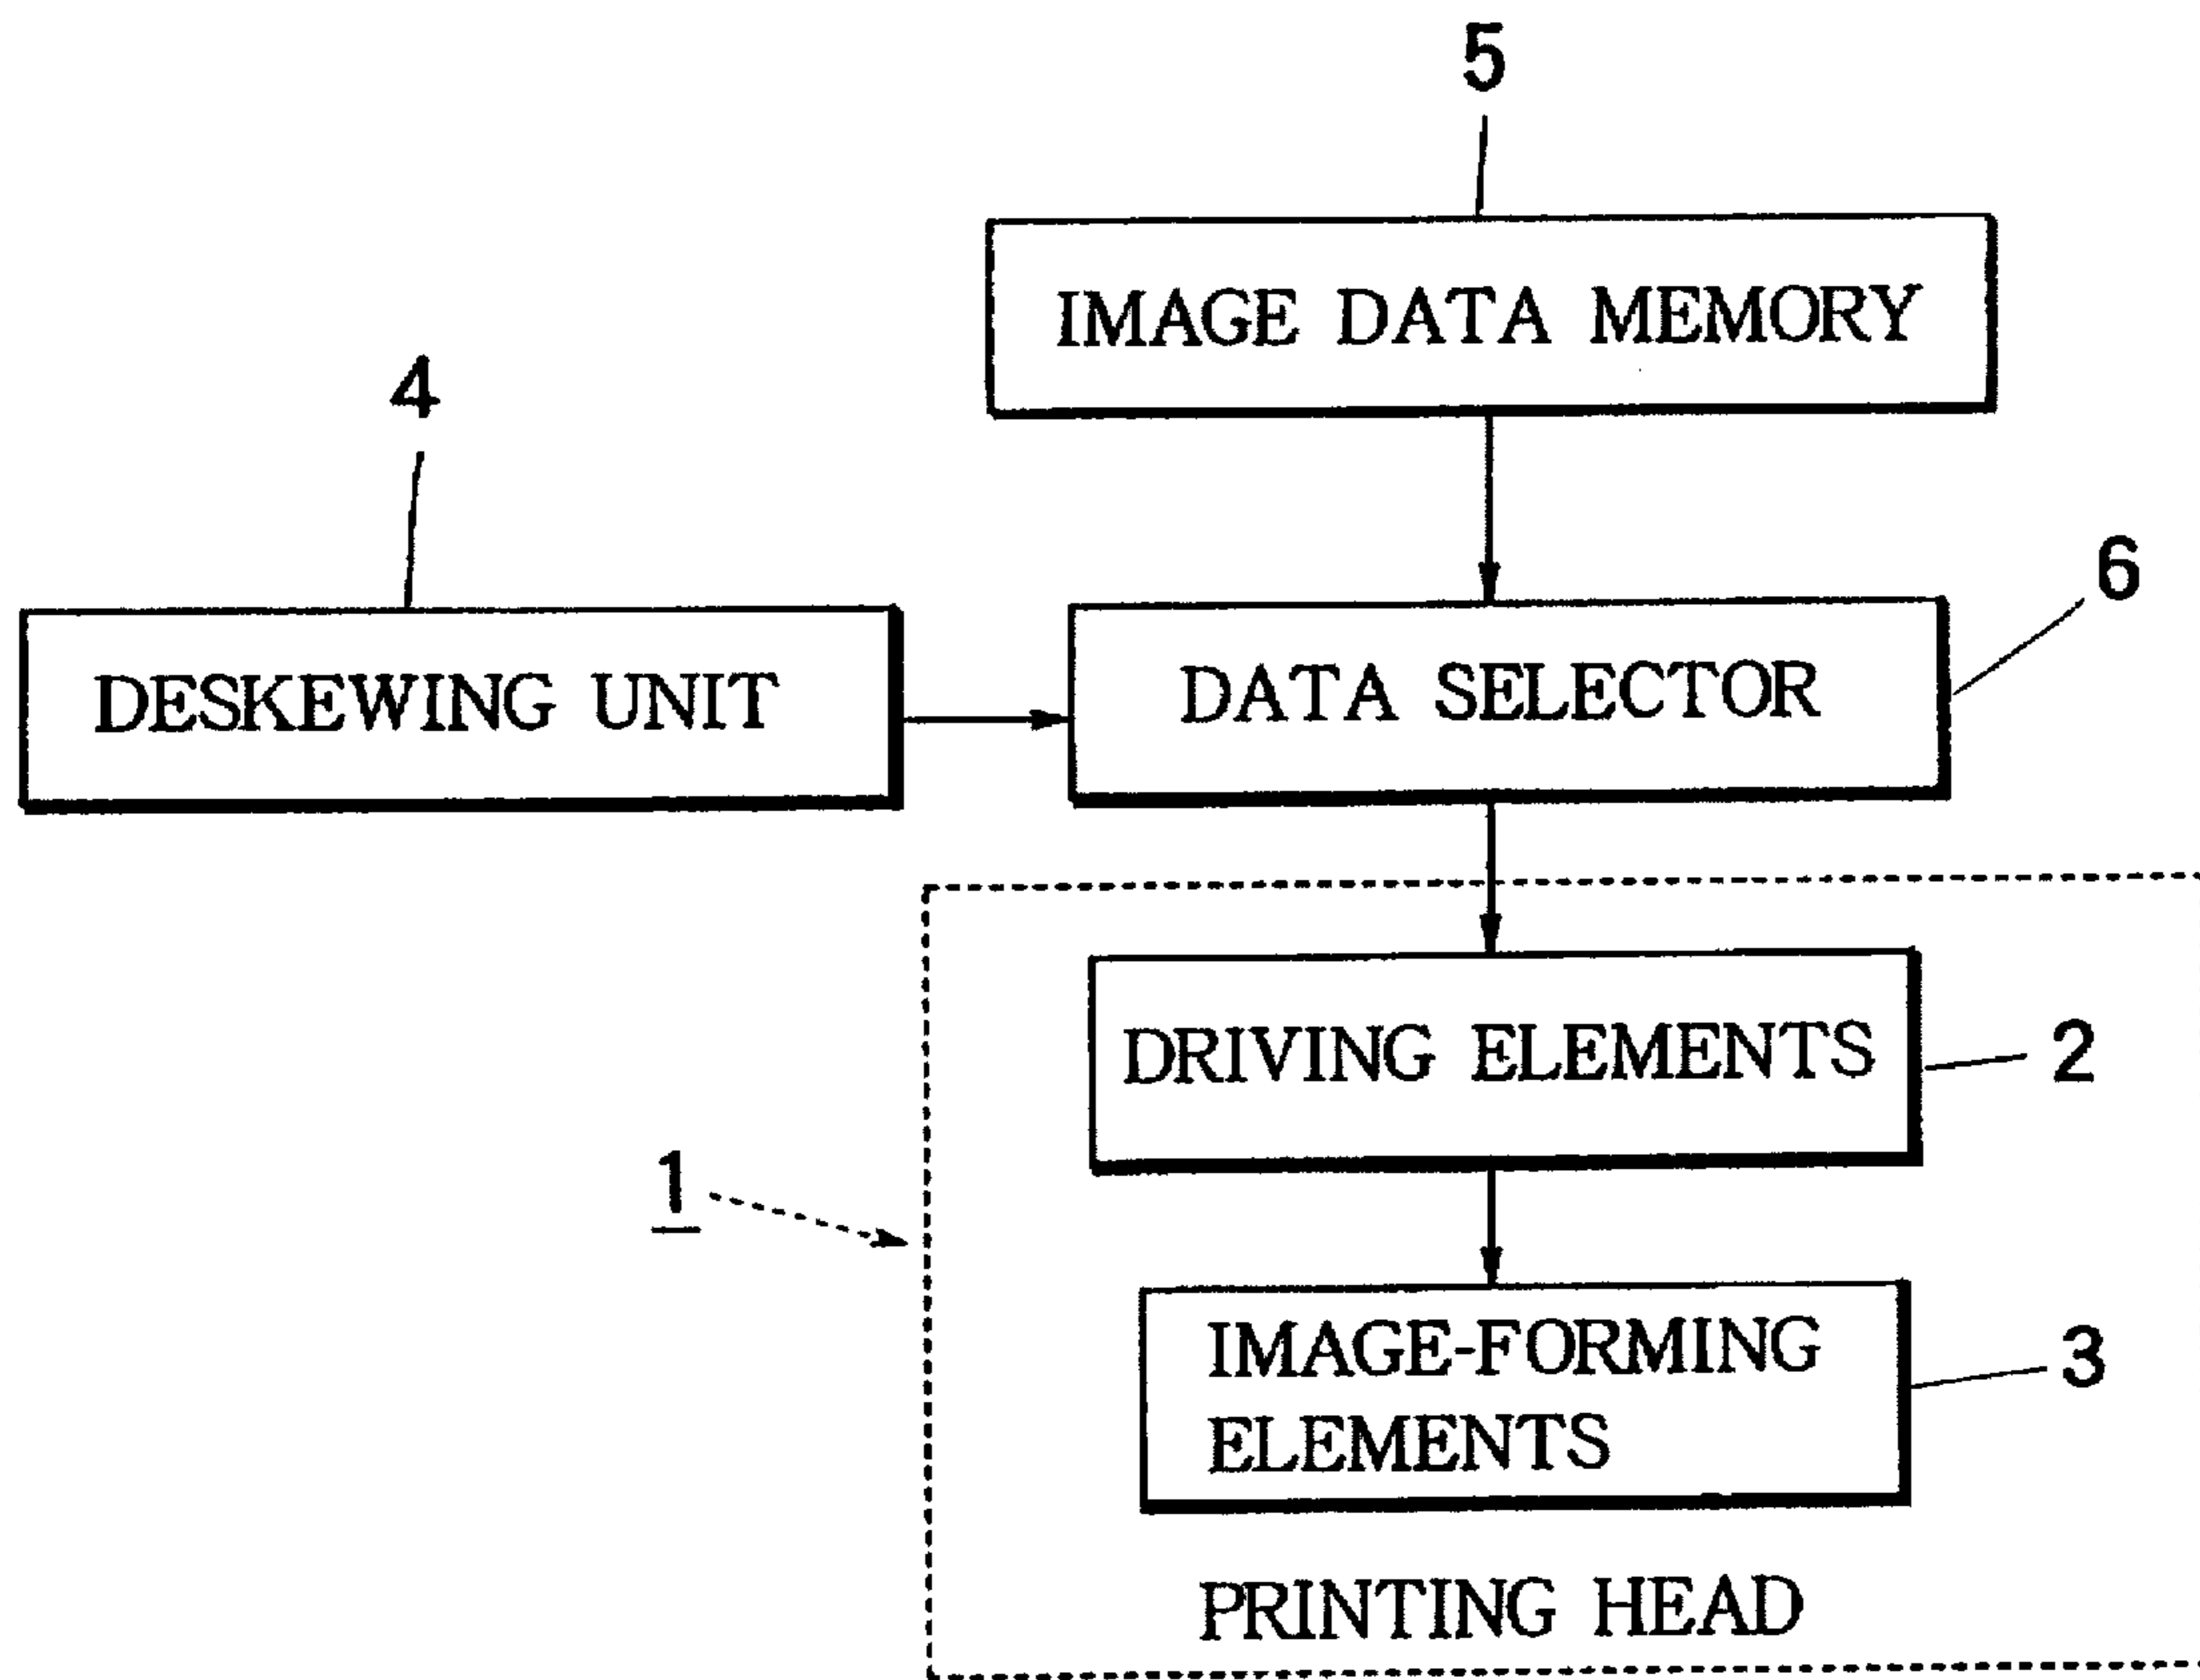 5
IMAGE DATA MEMORY
4
6
DESKEWING UNIT
DATA SELECTOR
DRIVING ELEMENTS
2
1
IMAGE-FORMING
ELEMENTS
3
PRINTING HEAD